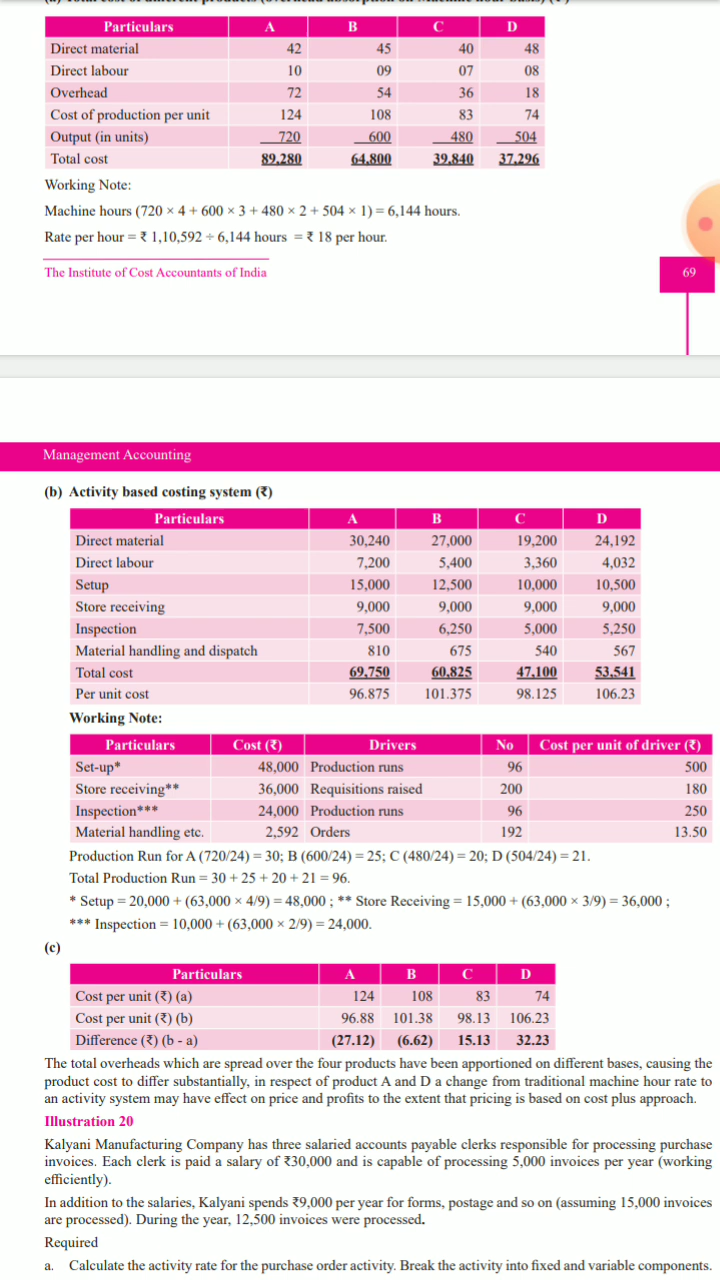 Particulars A B C D
Direct material 42 45 40 48
Direct labour 10 09 07 08
Overhead 72 54 36 18
Cost of production per unit 124 108 83 74
Output (in units) 720 600 480 504
Total cost 89,280 64,800 39,840 37,296
Working Note:
Machine hours (720 × 4 + 600 × 3 + 480 × 2 + 504 × 1) = 6,144 hours.
Rate per hour = ₹ 1,10,592 ÷ 6,144 hours = ₹ 18 per hour.
The Institute of Cost Accountants of India
69
Management Accounting
(b) Activity based costing system (₹)
Particulars A B C D
Direct material 30,240 27,000 19,200 24,192
Direct labour 7,200 5,400 3,360 4,032
Setup 15,000 12,500 10,000 10,500
Store receiving 9,000 9,000 9,000 9,000
Inspection 7,500 6,250 5,000 5,250
Material handling and dispatch 810 675 540 567
Total cost 69,750 60,825 47,100 53,541
Per unit cost 96.875 101.375 98.125 106.23
Working Note:
Particulars Cost (₹) Drivers No Cost per unit of driver (₹)
Set-up* 48,000 Production runs 96 500
Store receiving** 36,000 Requisitions raised 200 180
Inspection*** 24,000 Production runs 96 250
Material handling etc. 2,592 Orders 192 13.50
Production Run for A (720/24) = 30; B (600/24) = 25; C (480/24) = 20; D (504/24) = 21.
Total Production Run = 30 + 25 + 20 + 21 = 96.
* Setup = 20,000 + (63,000 × 4/9) = 48,000 ; ** Store Receiving = 15,000 + (63,000 × 3/9) = 36,000 ;
*** Inspection = 10,000 + (63,000 × 2/9) = 24,000.
(c)
Particulars A B C D
Cost per unit (₹) (a) 124 108 83 74
Cost per unit (₹) (b) 96.88 101.38 98.13 106.23
Difference (₹) (b - a) (27.12) (6.62) 15.13 32.23
The total overheads which are spread over the four products have been apportioned on different bases, causing the
product cost to differ substantially, in respect of product A and D a change from traditional machine hour rate to
an activity system may have effect on price and profits to the extent that pricing is based on cost plus approach.
Illustration 20
Kalyani Manufacturing Company has three salaried accounts payable clerks responsible for processing purchase
invoices. Each clerk is paid a salary of ₹30,000 and is capable of processing 5,000 invoices per year (working
efficiently).
In addition to the salaries, Kalyani spends ₹9,000 per year for forms, postage and so on (assuming 15,000 invoices
are processed). During the year, 12,500 invoices were processed.
Required
a. Calculate the activity rate for the purchase order activity. Break the activity into fixed and variable components.